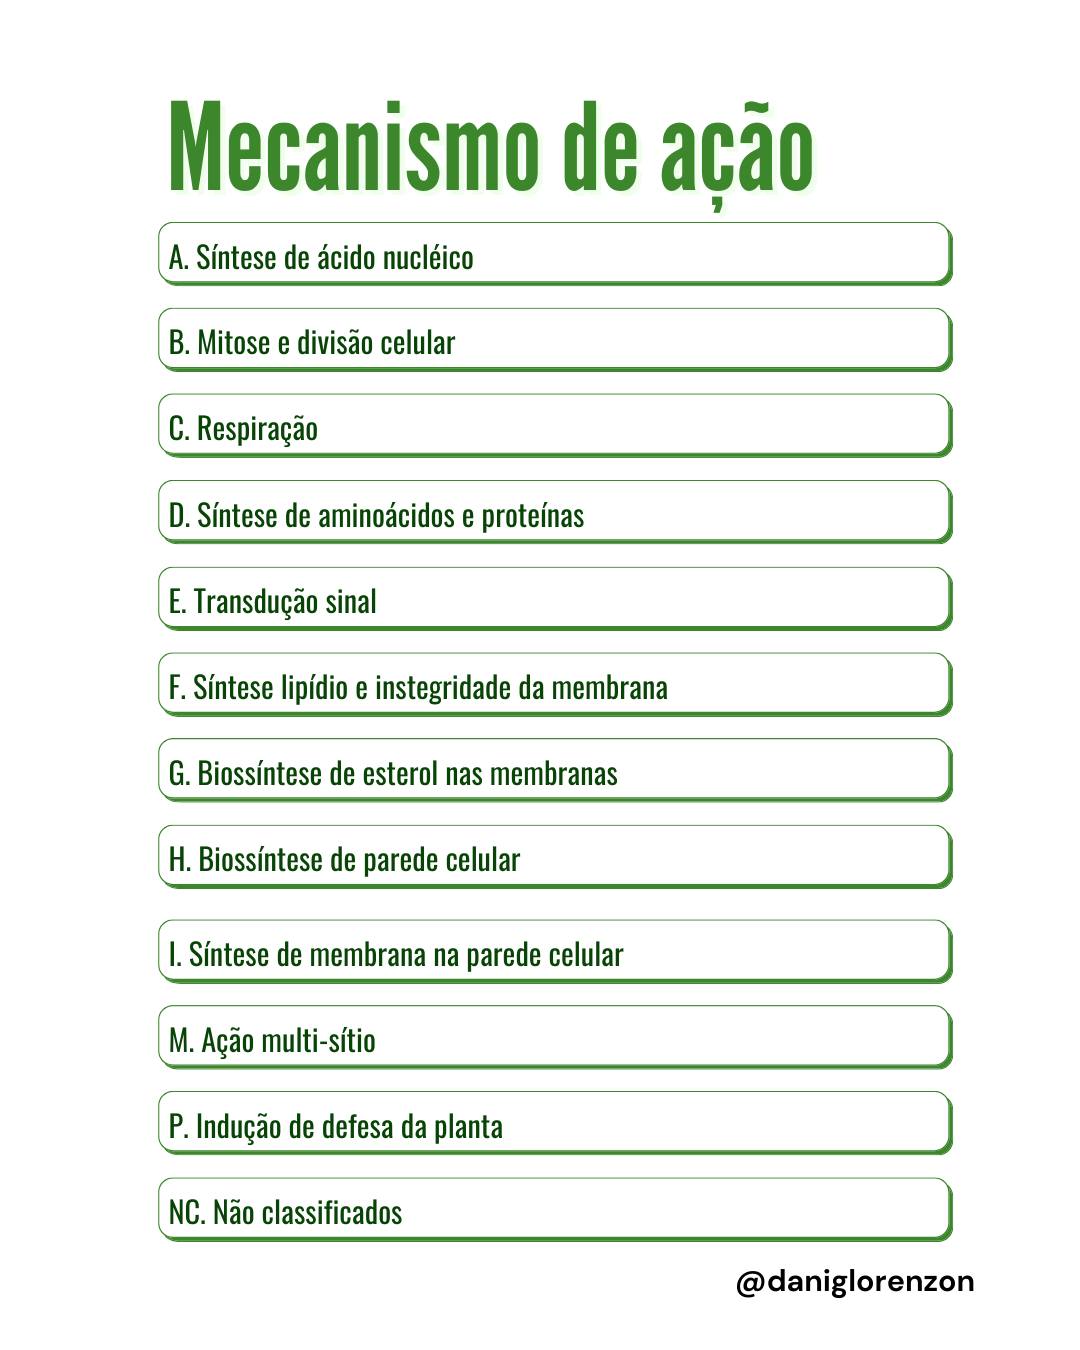 Mecanismo de ação
A. Síntese de ácido nucléico
B. Mitose e divisão celular
C. Respiração
D. Síntese de aminoácidos e proteínas
E. Transdução sinal
F. Síntese lipídio e instegridade da membrana
G. Biossíntese de esterol nas membranas
H. Biossíntese de parede celular
I. Síntese de membrana na parede celular
M. Ação multi-sítio
P. Indução de defesa da planta
NC. Não classificados
@daniglorenzon